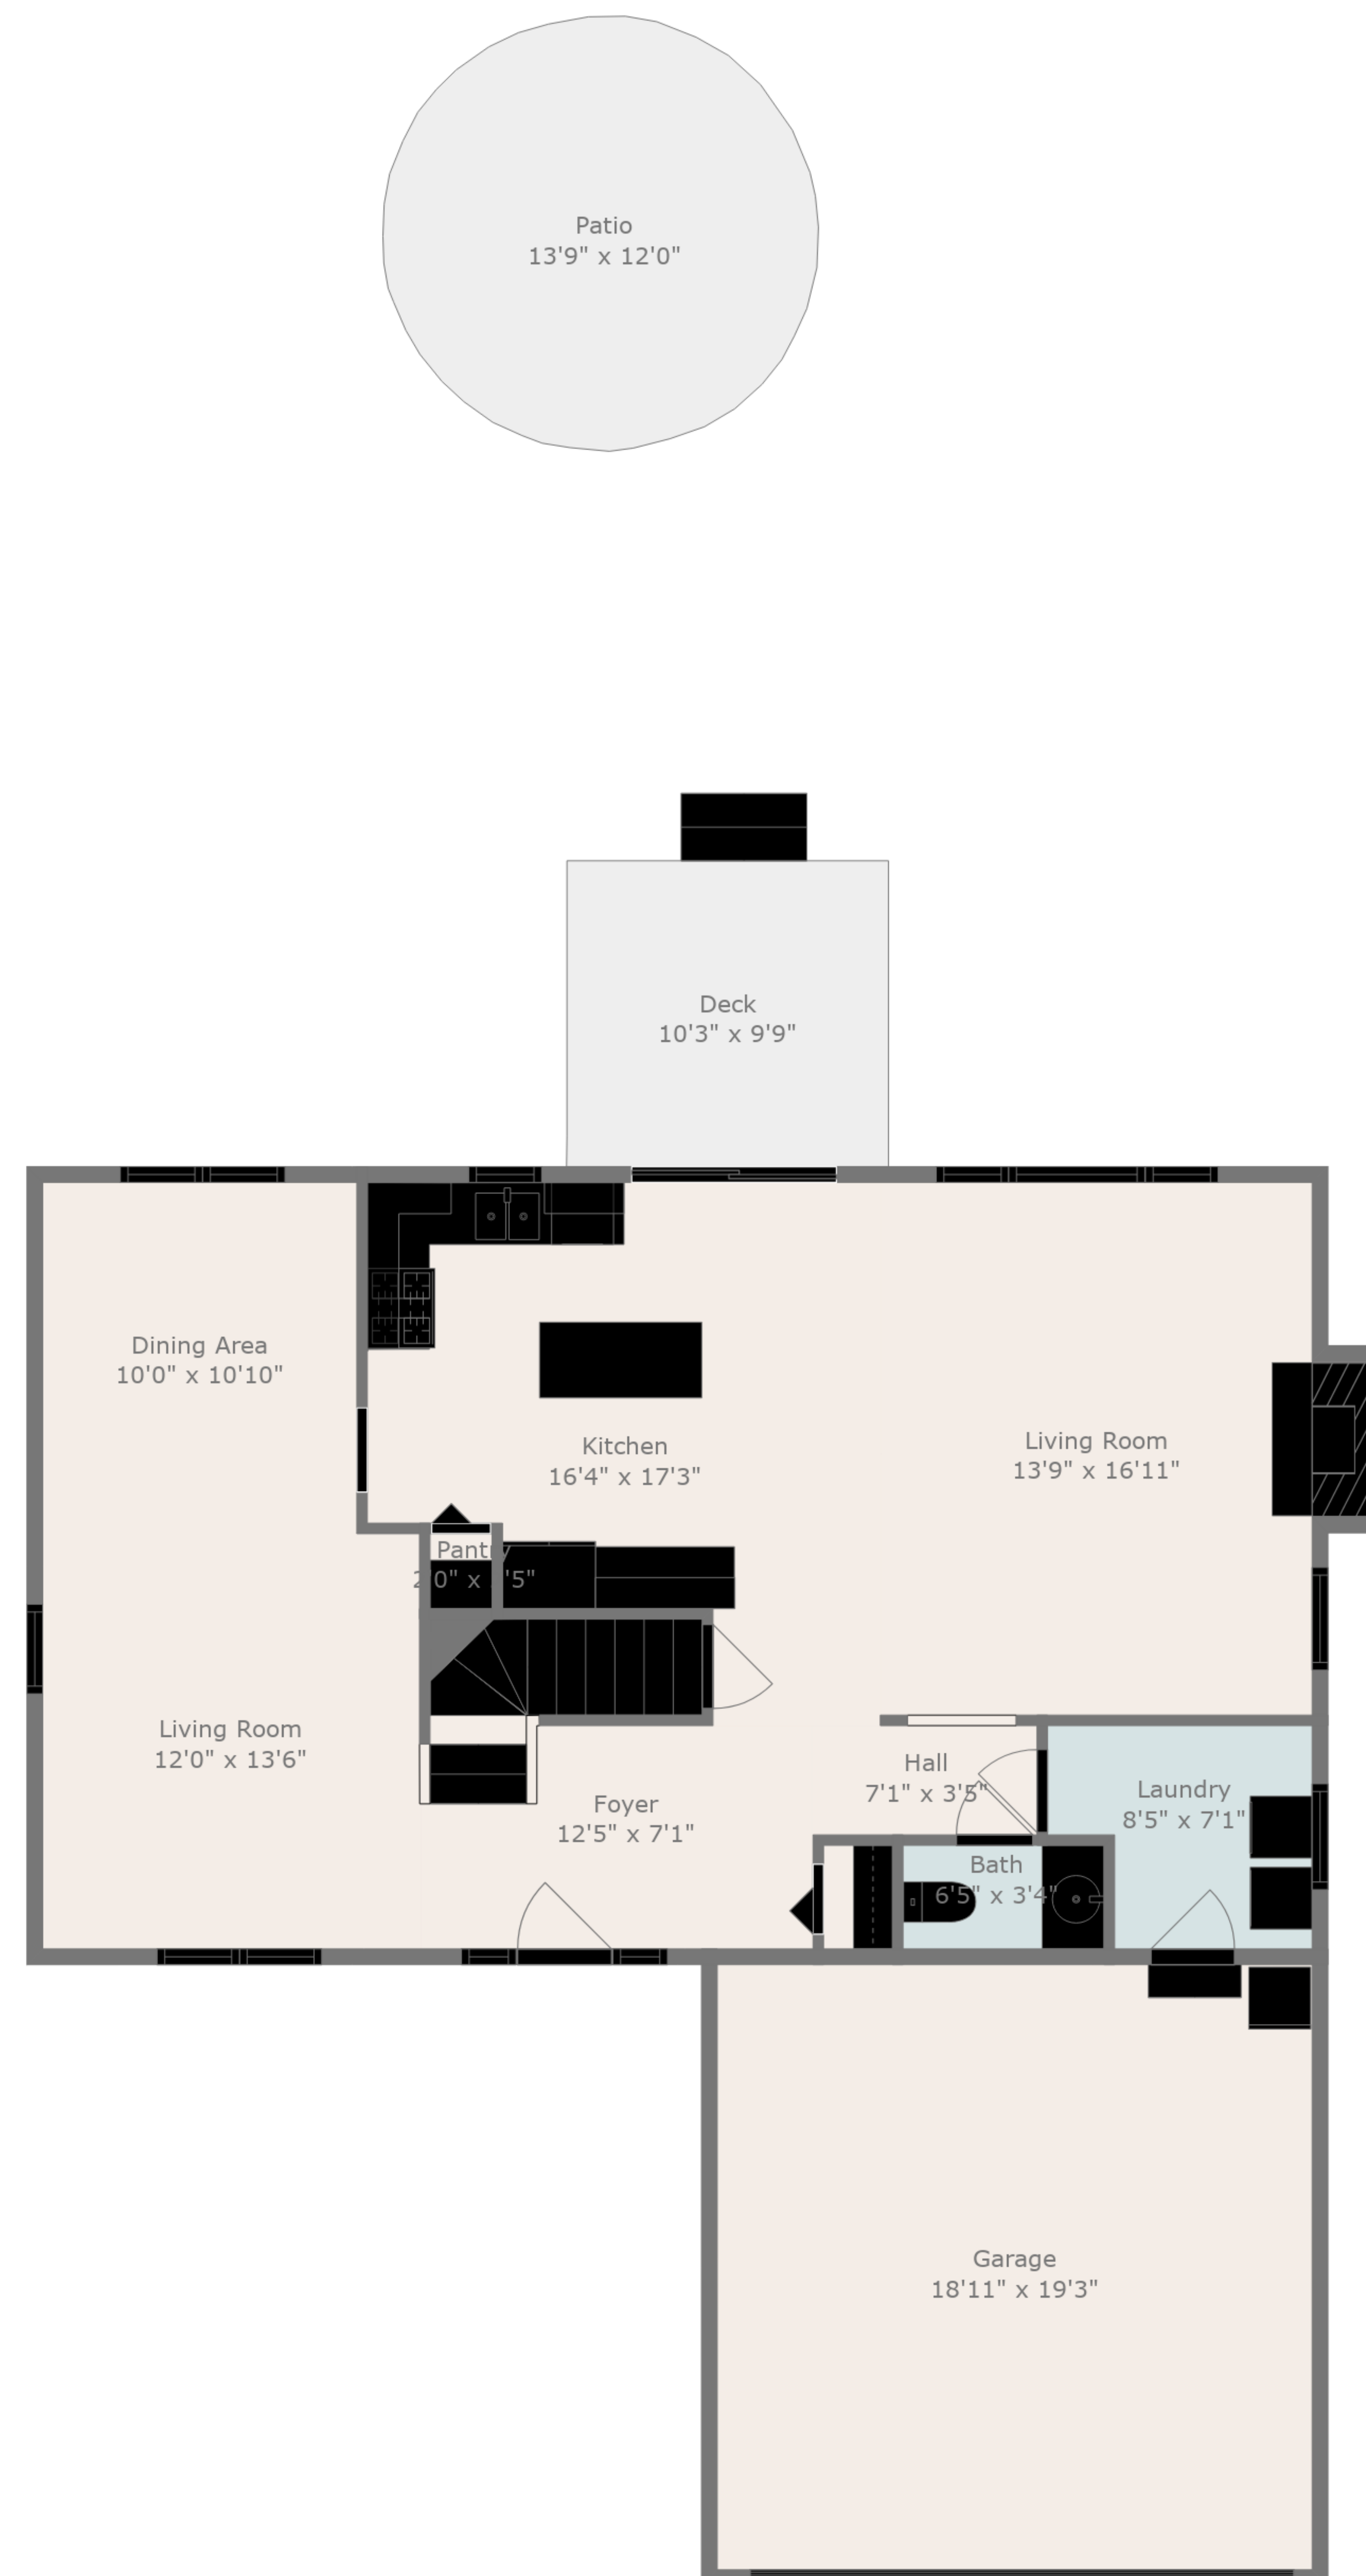 Patio
13'9" x 12'0"
Deck
10'3" x 9'9"
Dining Area
10'0" x 10'10"
Kitchen
16'4" x 17'3"
Living Room
13'9" x 16'11"
Living Room
12'0" x 13'6"
Foyer
12'5" x 7'1"
Hall
7'1" x 3'5"
Laundry
8'5" x 7'1"
Bath
6'5" x 3'4"
Garage
18'11" x 19'3"